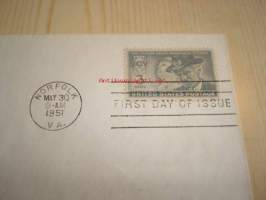 NORFOLK
MAY 30
9-AM
1951
VA.
FIRST DAY OF ISSUE
UNITED STATES POSTAGE